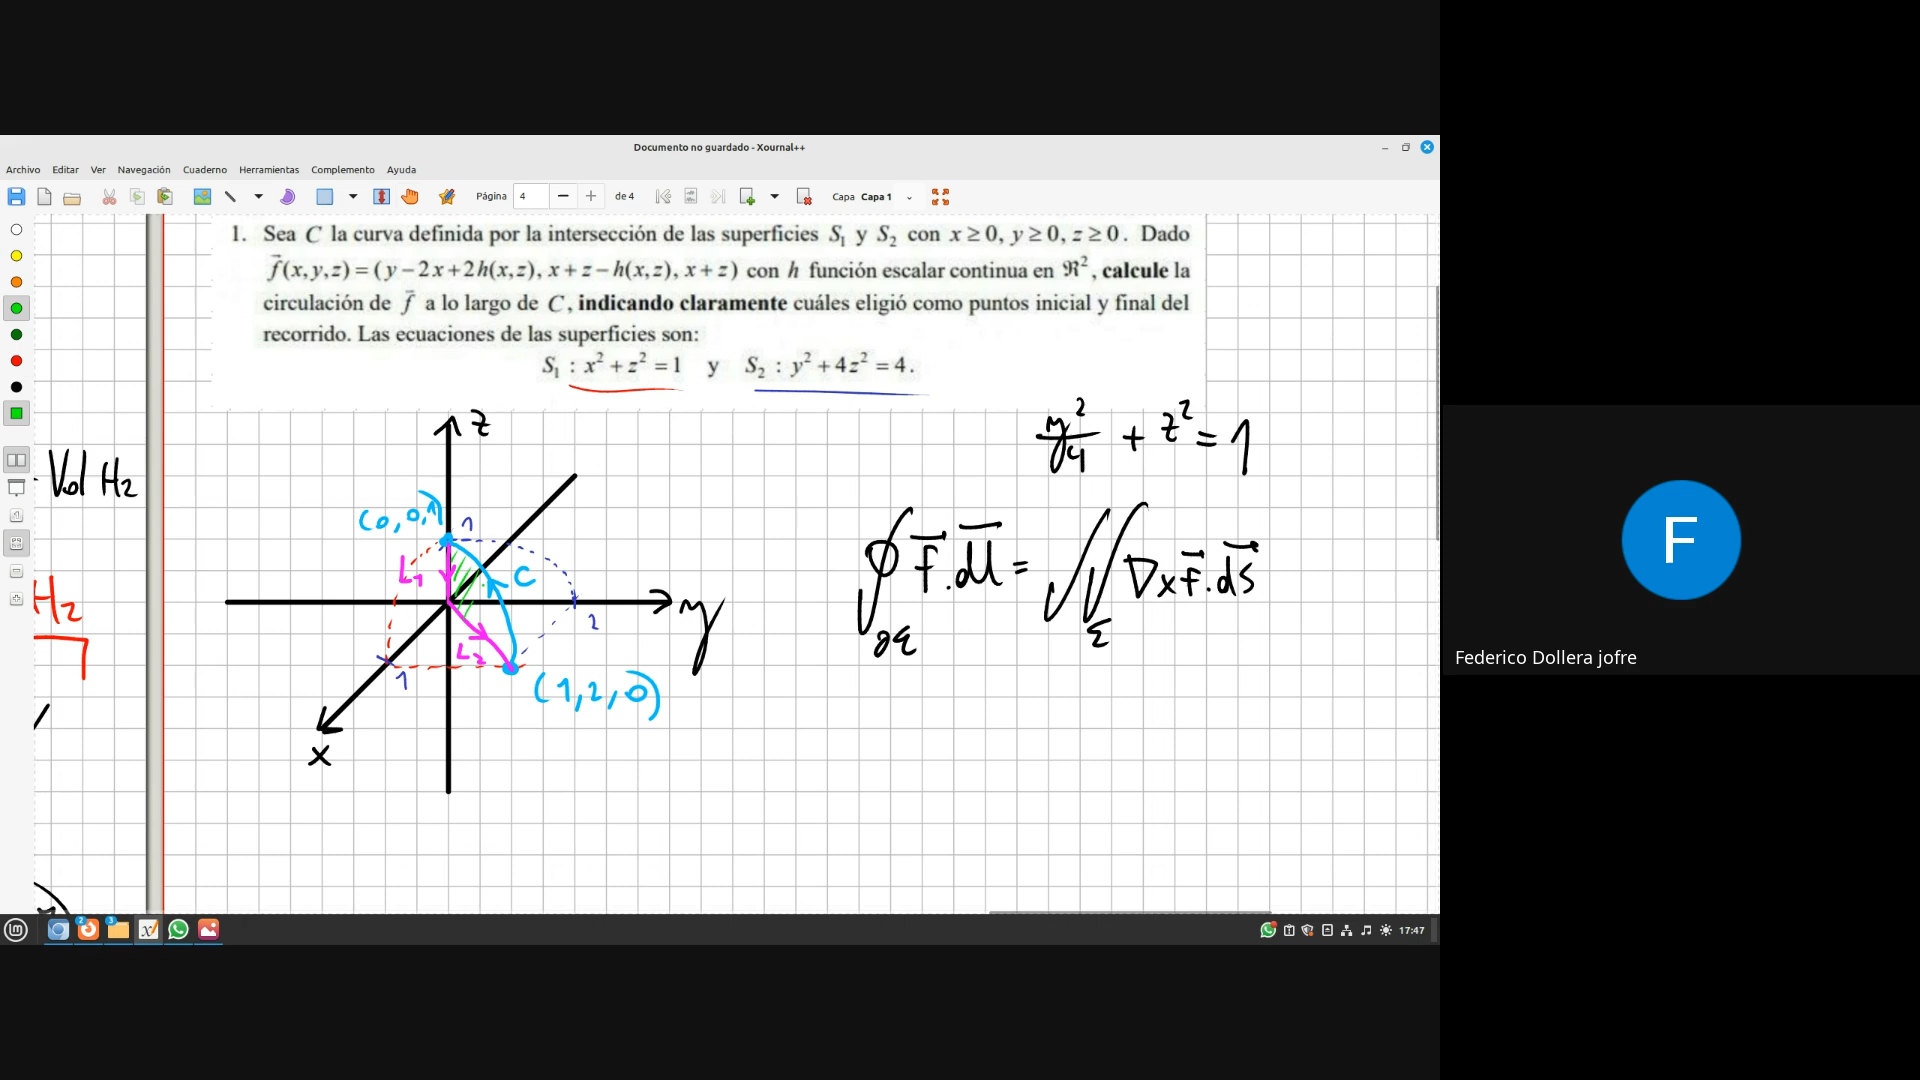 Documento no guardado - Xournal++
Archivo Editar Ver Navegación Cuaderno Herramientas Complemento Ayuda
Página 4 de 4 Capa Capa 1
1. Sea C la curva definida por la intersección de las superficies S₁ y S₂ con x ≥ 0, y ≥ 0, z ≥ 0. Dado
f⃗(x,y,z) = (y − 2x + 2h(x,z), x + z − h(x,z), x + z) con h función escalar continua en ℜ², calcule la
circulación de f⃗ a lo largo de C, indicando claramente cuáles eligió como puntos inicial y final del
recorrido. Las ecuaciones de las superficies son:
S₁ : x² + z² = 1 y S₂ : y² + 4z² = 4.
y²/4 + z² = 1
Vol H₂
H₂
z
(0,0,1)
1
L₁
C
y
2
L₂
1
(1,2,0)
x
∮ F⃗.dl⃗ = ∬ ∇xF⃗.ds⃗
∂Σ Σ
F
Federico Dollera jofre
2 3
17:47